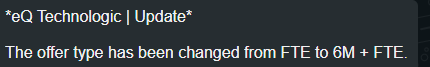 *eQ Technologic | Update*
The offer type has been changed from FTE to 6M + FTE.